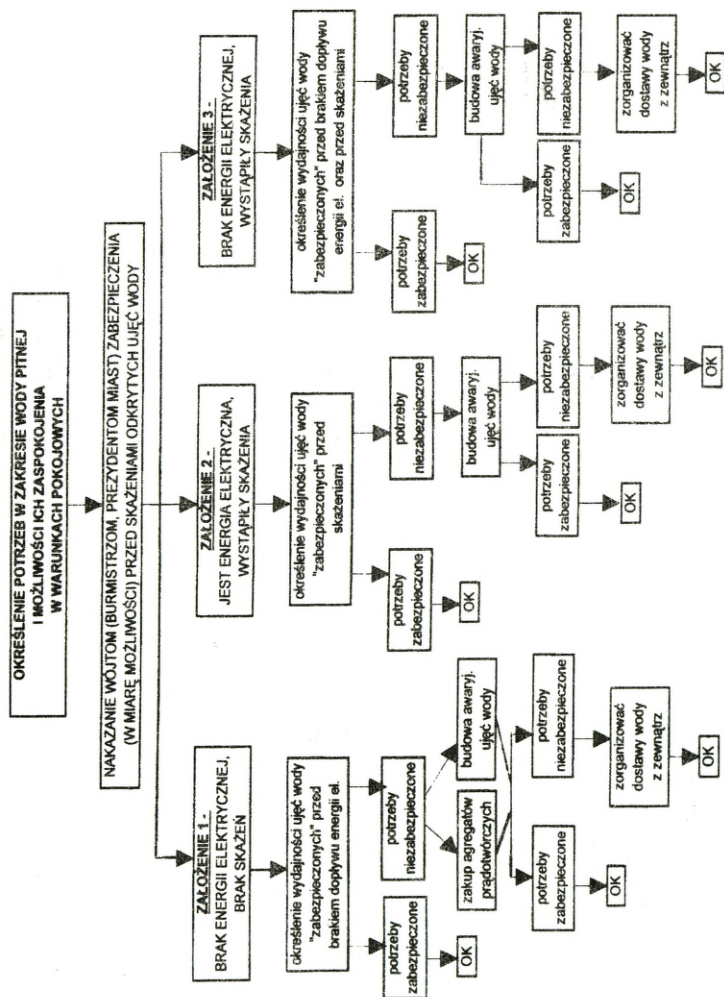 OKREŚLENIE POTRZEB W ZAKRESIE WODY PITNEJ
I MOŻLIWOŚCI ICH ZASPOKOJENIA
W WARUNKACH POKOJOWYCH
NAKAZANIE WÓJTOM (BURMISTRZOM, PREZYDENTOM MIAST) ZABEZPIECZENIA
(W MIARĘ MOŻLIWOŚCI) PRZED SKAŻENIAMI ODKRYTYCH UJĘĆ WODY
ZAŁOŻENIE 1 -
BRAK ENERGII ELEKTRYCZNEJ,
BRAK SKAŻEŃ
określenie wydajności ujęć wody
"zabezpieczonych" przed
brakiem dopływu energii el.
potrzeby
zabezpieczone
OK
potrzeby
niezabezpieczone
zakup agregatów
prądotwórczych
budowa awaryj.
ujęć wody
potrzeby
zabezpieczone
OK
potrzeby
niezabezpieczone
zorganizować
dostawy wody
z zewnątrz
OK
ZAŁOŻENIE 2 -
JEST ENERGIA ELEKTRYCZNA,
WYSTĄPIŁY SKAŻENIA
określenie wydajności ujęć wody
"zabezpieczonych" przed
skażeniami
potrzeby
zabezpieczone
OK
potrzeby
niezabezpieczone
budowa awaryj.
ujęć wody
potrzeby
zabezpieczone
OK
potrzeby
niezabezpieczone
zorganizować
dostawy wody
z zewnątrz
OK
ZAŁOŻENIE 3 -
BRAK ENERGII ELEKTRYCZNEJ,
WYSTĄPIŁY SKAŻENIA
określenie wydajności ujęć wody
"zabezpieczonych" przed brakiem dopływu
energii el. oraz przed skażeniami
potrzeby
zabezpieczone
OK
potrzeby
niezabezpieczone
budowa awaryj.
ujęć wody
potrzeby
zabezpieczone
OK
potrzeby
niezabezpieczone
zorganizować
dostawy wody
z zewnątrz
OK